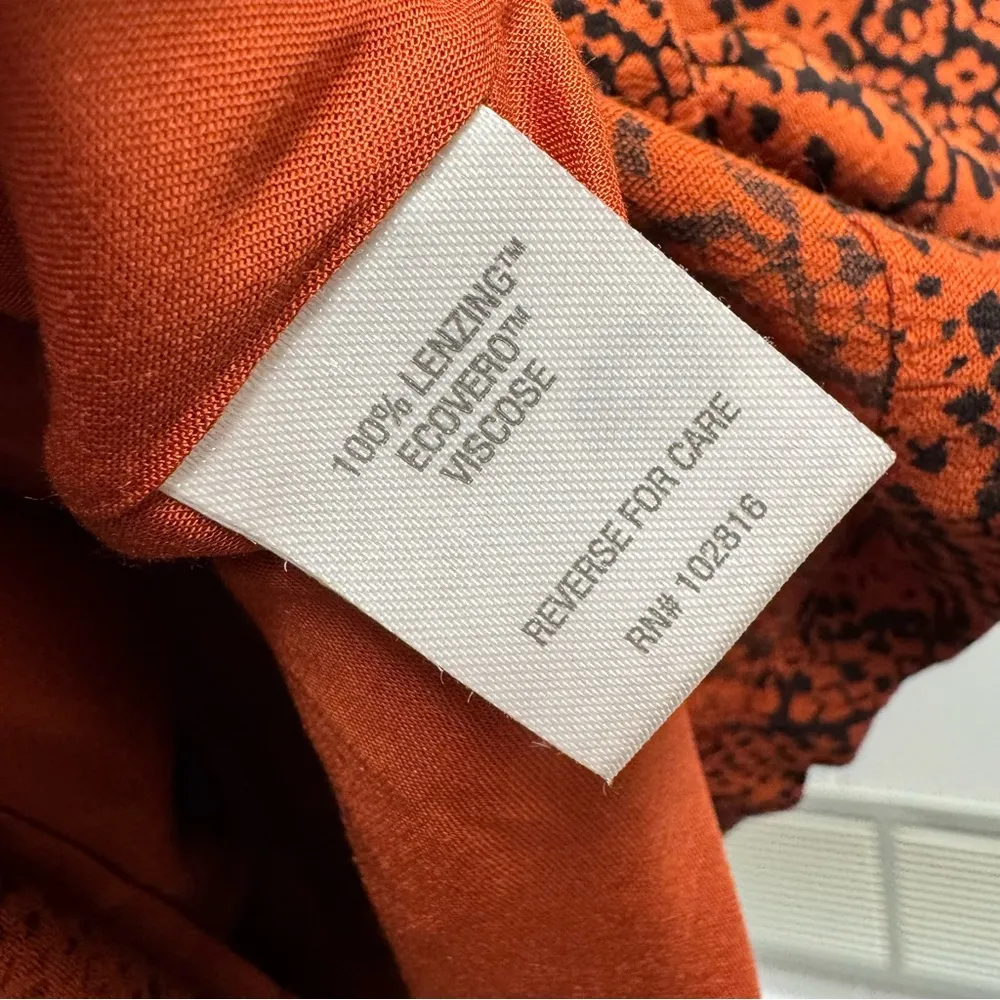 100% LENZING™
ECOVERO™
VISCOSE
REVERSE FOR CARE
RN# 102816